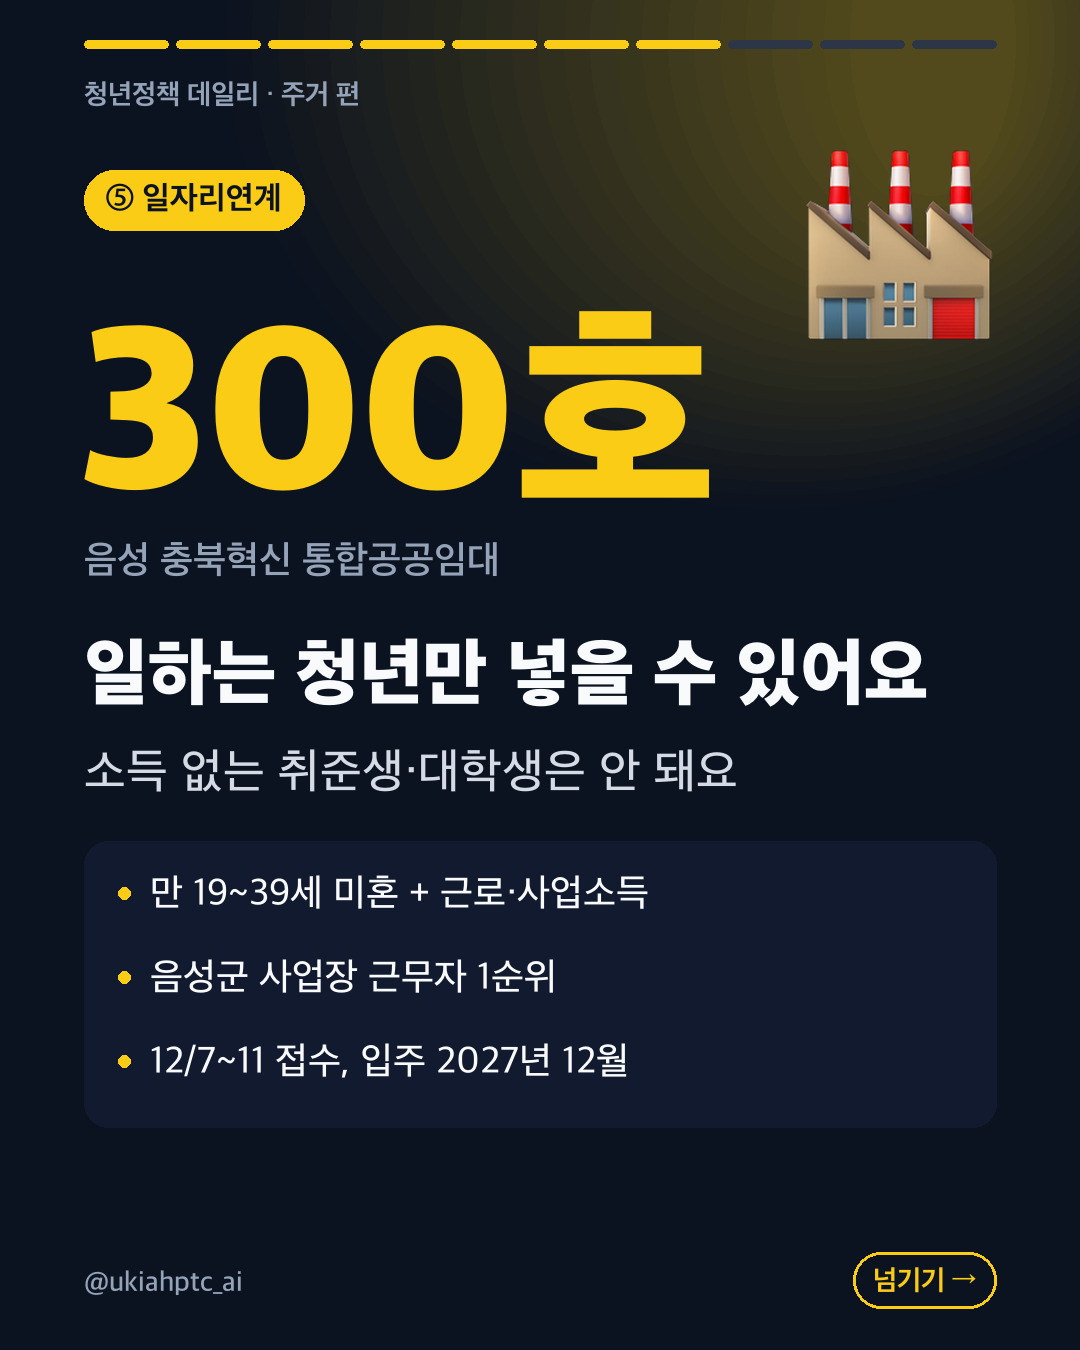 청년정책 데일리 · 주거 편
⑤ 일자리연계
300호
음성 충북혁신 통합공공임대
일하는 청년만 넣을 수 있어요
소득 없는 취준생·대학생은 안 돼요
• 만 19~39세 미혼 + 근로·사업소득
• 음성군 사업장 근무자 1순위
• 12/7~11 접수, 입주 2027년 12월
@ukiahptc_ai
넘기기 →